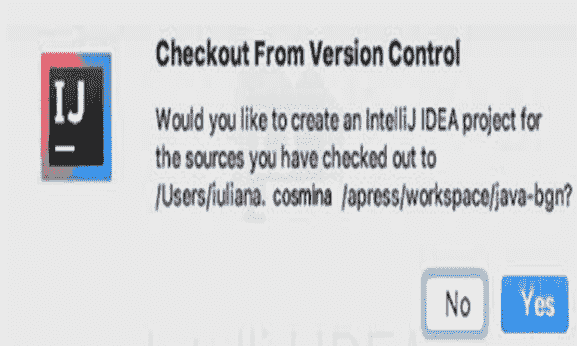 Checkout From Version Control
IJ
Would you like to create an IntelliJ IDEA project for
the sources you have checked out to
/Users/iuliana. cosmina /apress/workspace/java-bgn?
No
Yes